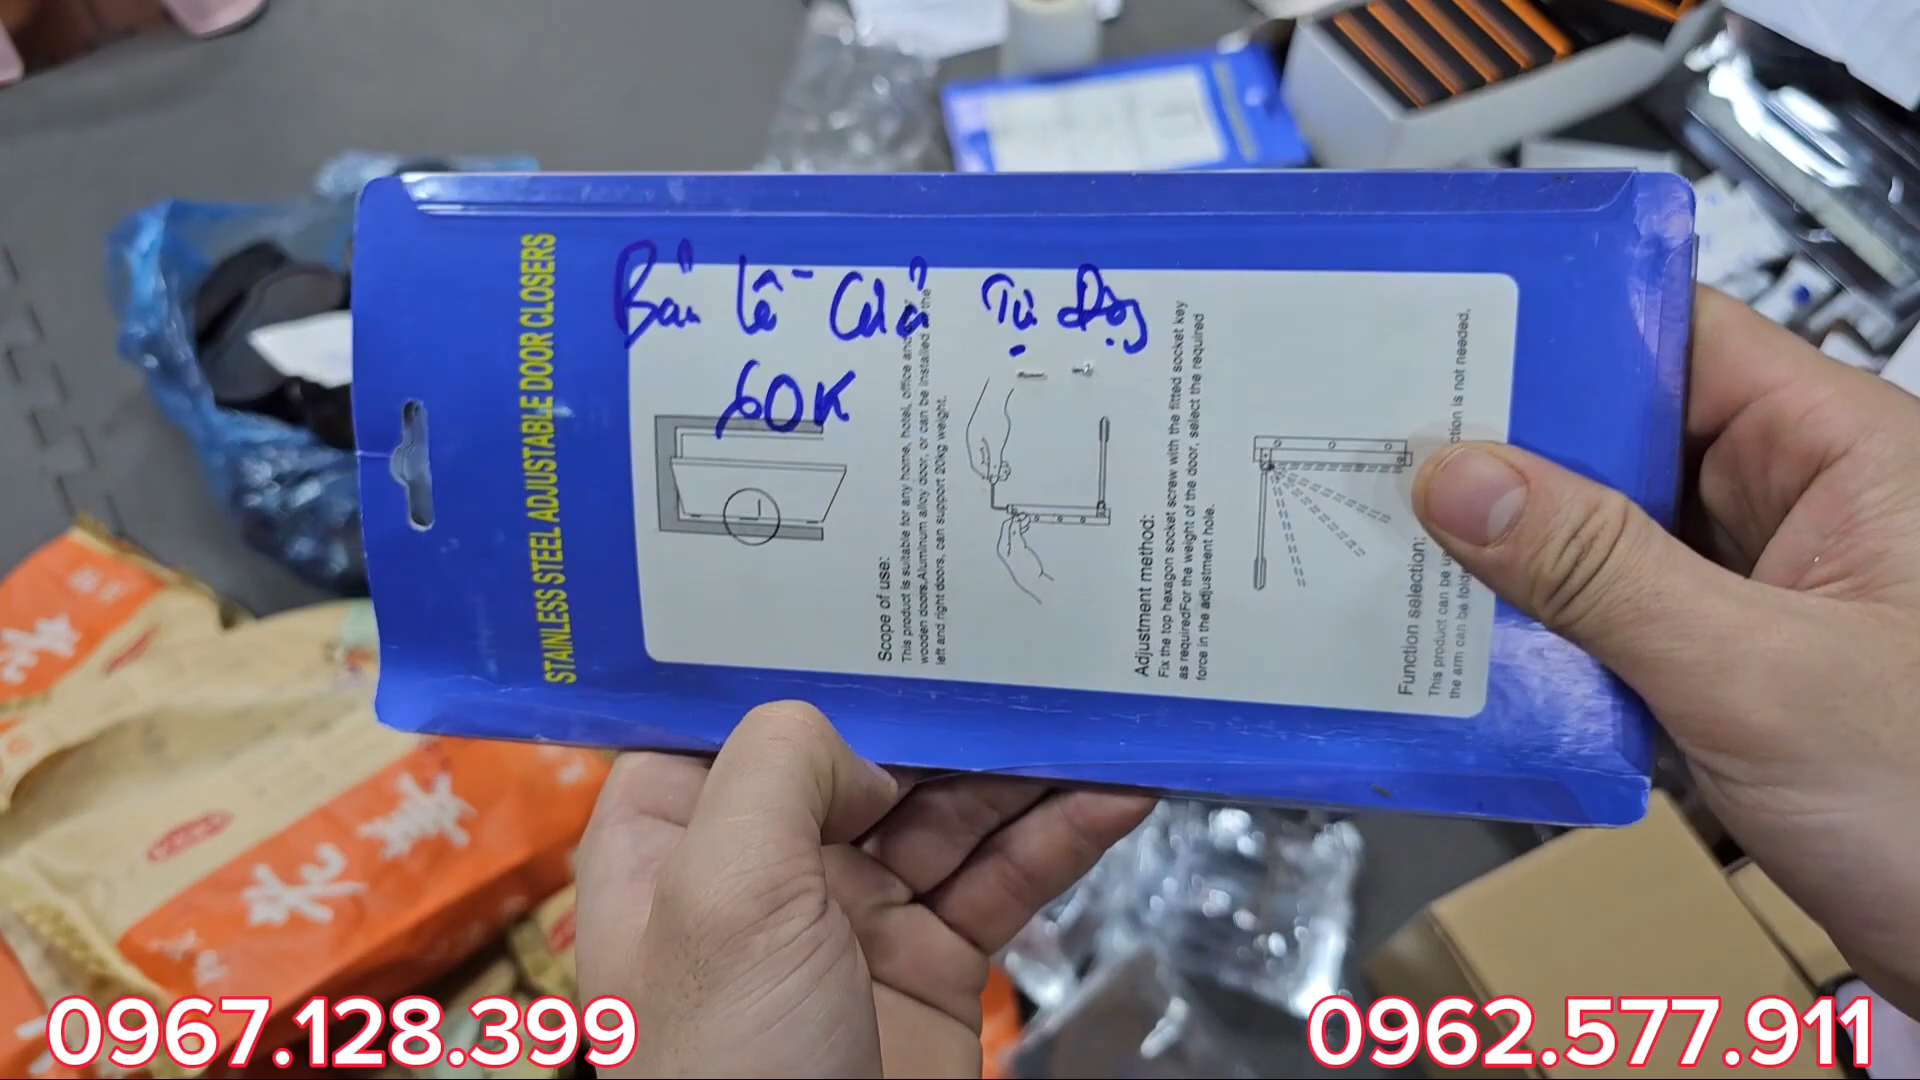 Bản lề Cửa Tự Động
60K
STAINLESS STEEL ADJUSTABLE DOOR CLOSERS
Scope of use:
This product is suitable for any home, hotel, office and
wooden doors,Aluminum alloy door, or can be installed the
left and right doors, can support 20kg weight.
Adjustment method:
Fix the top hexagon socket screw with the fitted socket key
as requiredFor the weight of the door, select the required
force in the adjustment hole.
Function selection:
This product can be ction is not needed,
the arm can be
0967.128.399
0962.577.911